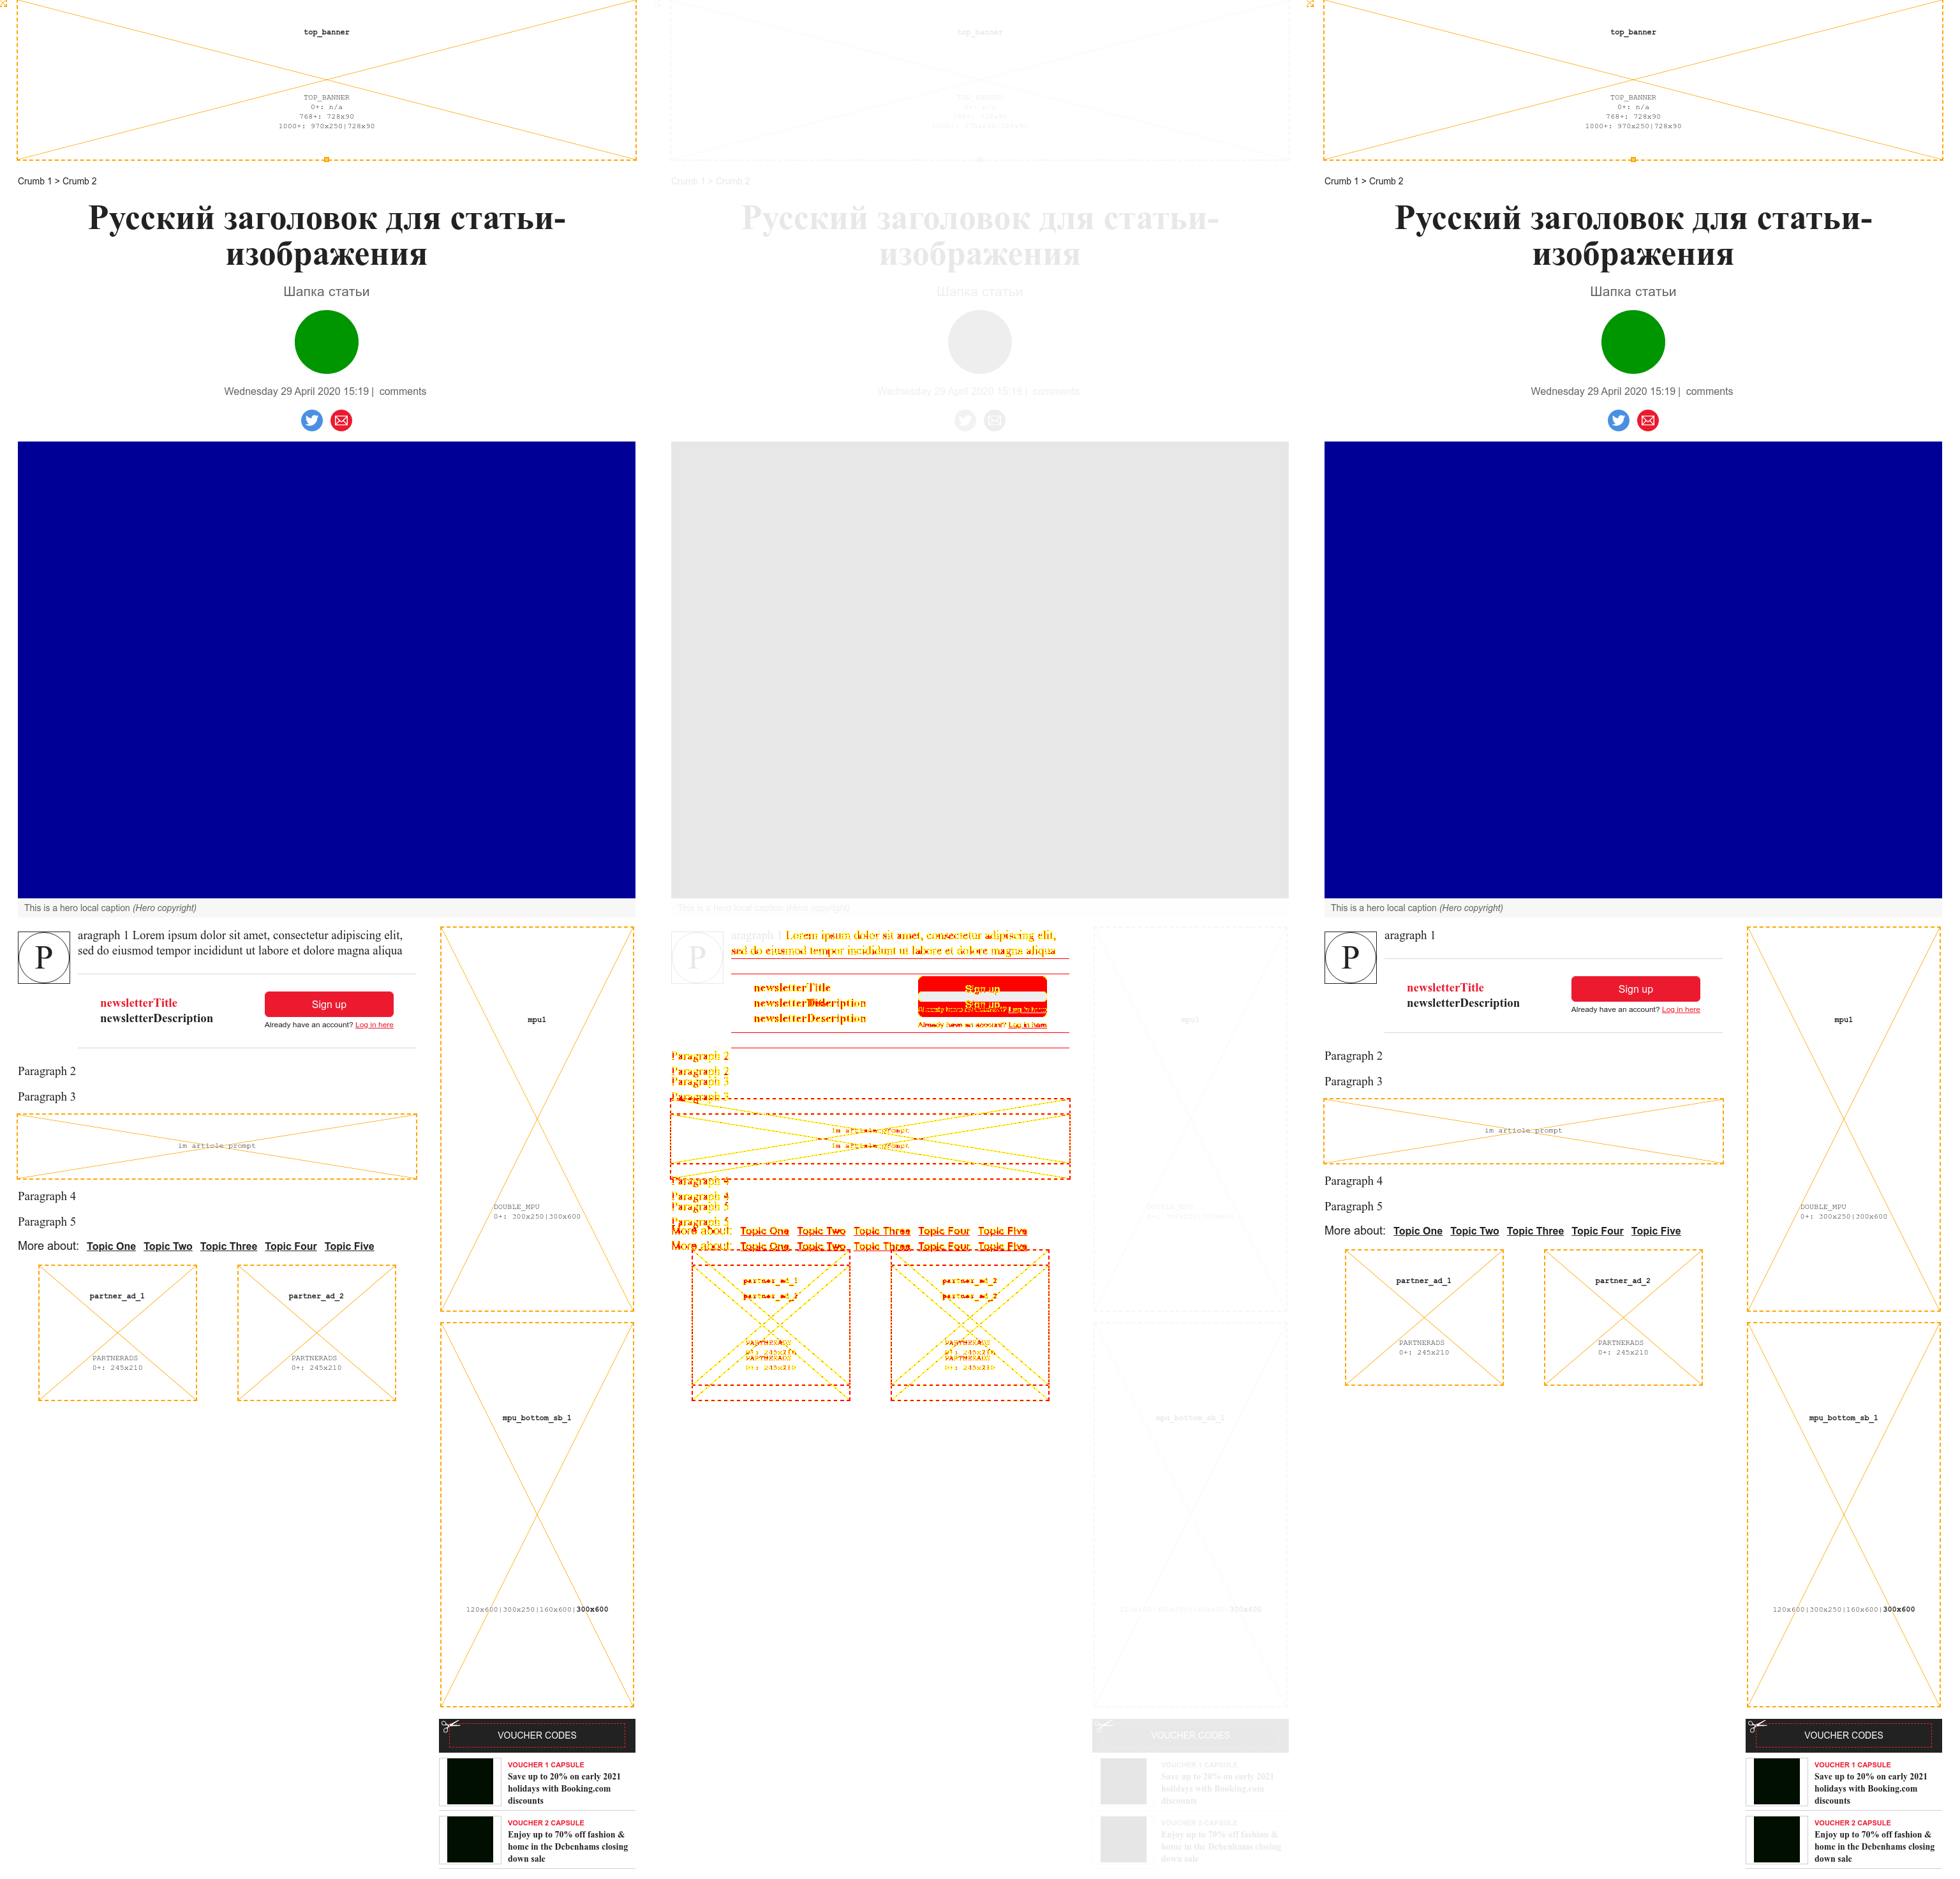 top_banner
TOP_BANNER
0+: n/a
768+: 728x90
1000+: 970x250|728x90
Crumb 1 > Crumb 2
Русский заголовок для статьи-
изображения
Шапка статьи
Wednesday 29 April 2020 15:19 | comments
This is a hero local caption (Hero copyright)
P
aragraph 1 Lorem ipsum dolor sit amet, consectetur adipiscing elit,
sed do eiusmod tempor incididunt ut labore et dolore magna aliqua
newsletterTitle
newsletterDescription
Sign up
Already have an account? Log in here
Paragraph 2
Paragraph 3
im article prompt
Paragraph 4
Paragraph 5
More about: Topic One Topic Two Topic Three Topic Four Topic Five
partner_ad_1
PARTNERADS
0+: 245x210
partner_ad_2
PARTNERADS
0+: 245x210
mpu1
DOUBLE_MPU
0+: 300x250|300x600
mpu_bottom_sb_1
120x600|300x250|160x600|300x600
VOUCHER CODES
VOUCHER 1 CAPSULE
Save up to 20% on early 2021
holidays with Booking.com
discounts
VOUCHER 2 CAPSULE
Enjoy up to 70% off fashion &
home in the Debenhams closing
down sale
top_banner
TOP_BANNER
0+: n/a
768+: 728x90
1000+: 970x250|728x90
Crumb 1 > Crumb 2
Русский заголовок для статьи-
изображения
Шапка статьи
Wednesday 29 April 2020 15:19 | comments
This is a hero local caption (Hero copyright)
P
aragraph 1 Lorem ipsum dolor sit amet, consectetur adipiscing elit,
sed do eiusmod tempor incididunt ut labore et dolore magna aliqua
newsletterTitle
newsletterDescription
newsletterDescription
Sign up
Sign up
Already have an account? Log in here
Paragraph 2
Paragraph 2
Paragraph 3
Paragraph 3
im article prompt
im article prompt
Paragraph 4
Paragraph 4
Paragraph 5
Paragraph 5
More about: Topic One Topic Two Topic Three Topic Four Topic Five
More about: Topic One Topic Two Topic Three Topic Four Topic Five
partner_ad_1
partner_ad_1
PARTNERADS
0+: 245x210
partner_ad_2
partner_ad_2
PARTNERADS
0+: 245x210
mpu1
mpu_bottom_sb_1
300x600
VOUCHER CODES
VOUCHER 1 CAPSULE
Save up to 20% on early 2021
holidays with Booking.com
discounts
VOUCHER 2 CAPSULE
Enjoy up to 70% off fashion &
home in the Debenhams closing
down sale
top_banner
TOP_BANNER
0+: n/a
768+: 728x90
1000+: 970x250|728x90
Crumb 1 > Crumb 2
Русский заголовок для статьи-
изображения
Шапка статьи
Wednesday 29 April 2020 15:19 | comments
This is a hero local caption (Hero copyright)
P
aragraph 1
newsletterTitle
newsletterDescription
Sign up
Already have an account? Log in here
Paragraph 2
Paragraph 3
im article prompt
Paragraph 4
Paragraph 5
More about: Topic One Topic Two Topic Three Topic Four Topic Five
partner_ad_1
PARTNERADS
0+: 245x210
partner_ad_2
PARTNERADS
0+: 245x210
mpu1
DOUBLE_MPU
0+: 300x250|300x600
mpu_bottom_sb_1
120x600|300x250|160x600|300x600
VOUCHER CODES
VOUCHER 1 CAPSULE
Save up to 20% on early 2021
holidays with Booking.com
discounts
VOUCHER 2 CAPSULE
Enjoy up to 70% off fashion &
home in the Debenhams closing
down sale